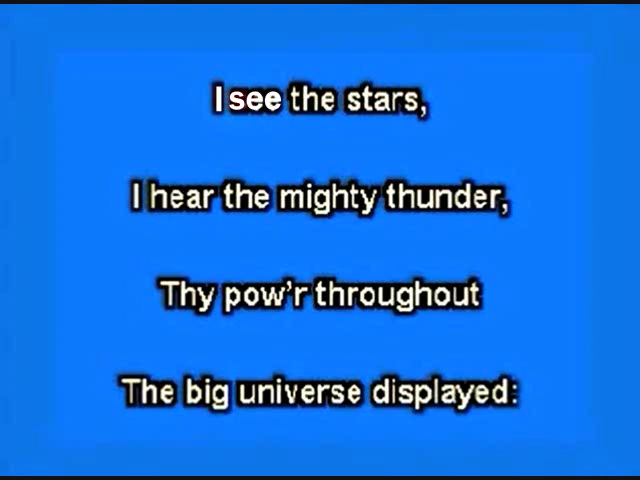 I see the stars,
I hear the mighty thunder,
Thy pow'r throughout
The big universe displayed: